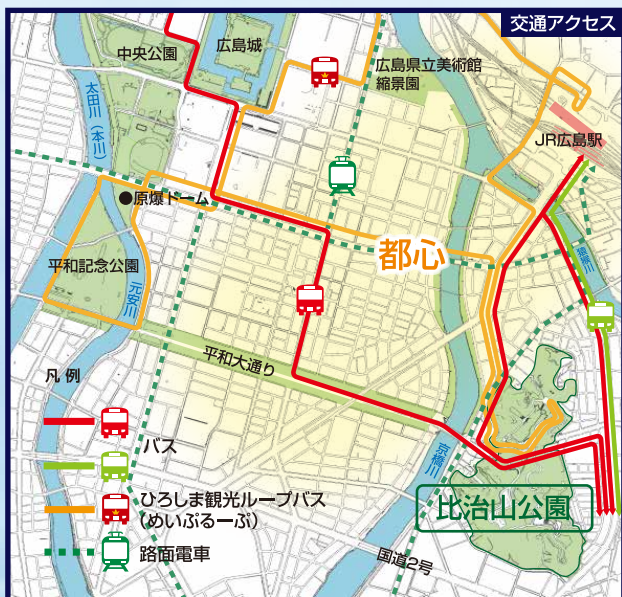 交通アクセス
中央公園
広島城
広島県立美術館
縮景園
太田川（本川）
JR広島駅
●原爆ドーム
都心
平和記念公園
元安川
猿猴川
平和大通り
凡例
バス
京橋川
ひろしま観光ループバス
（めいぷるーぷ）
比治山公園
路面電車
国道2号